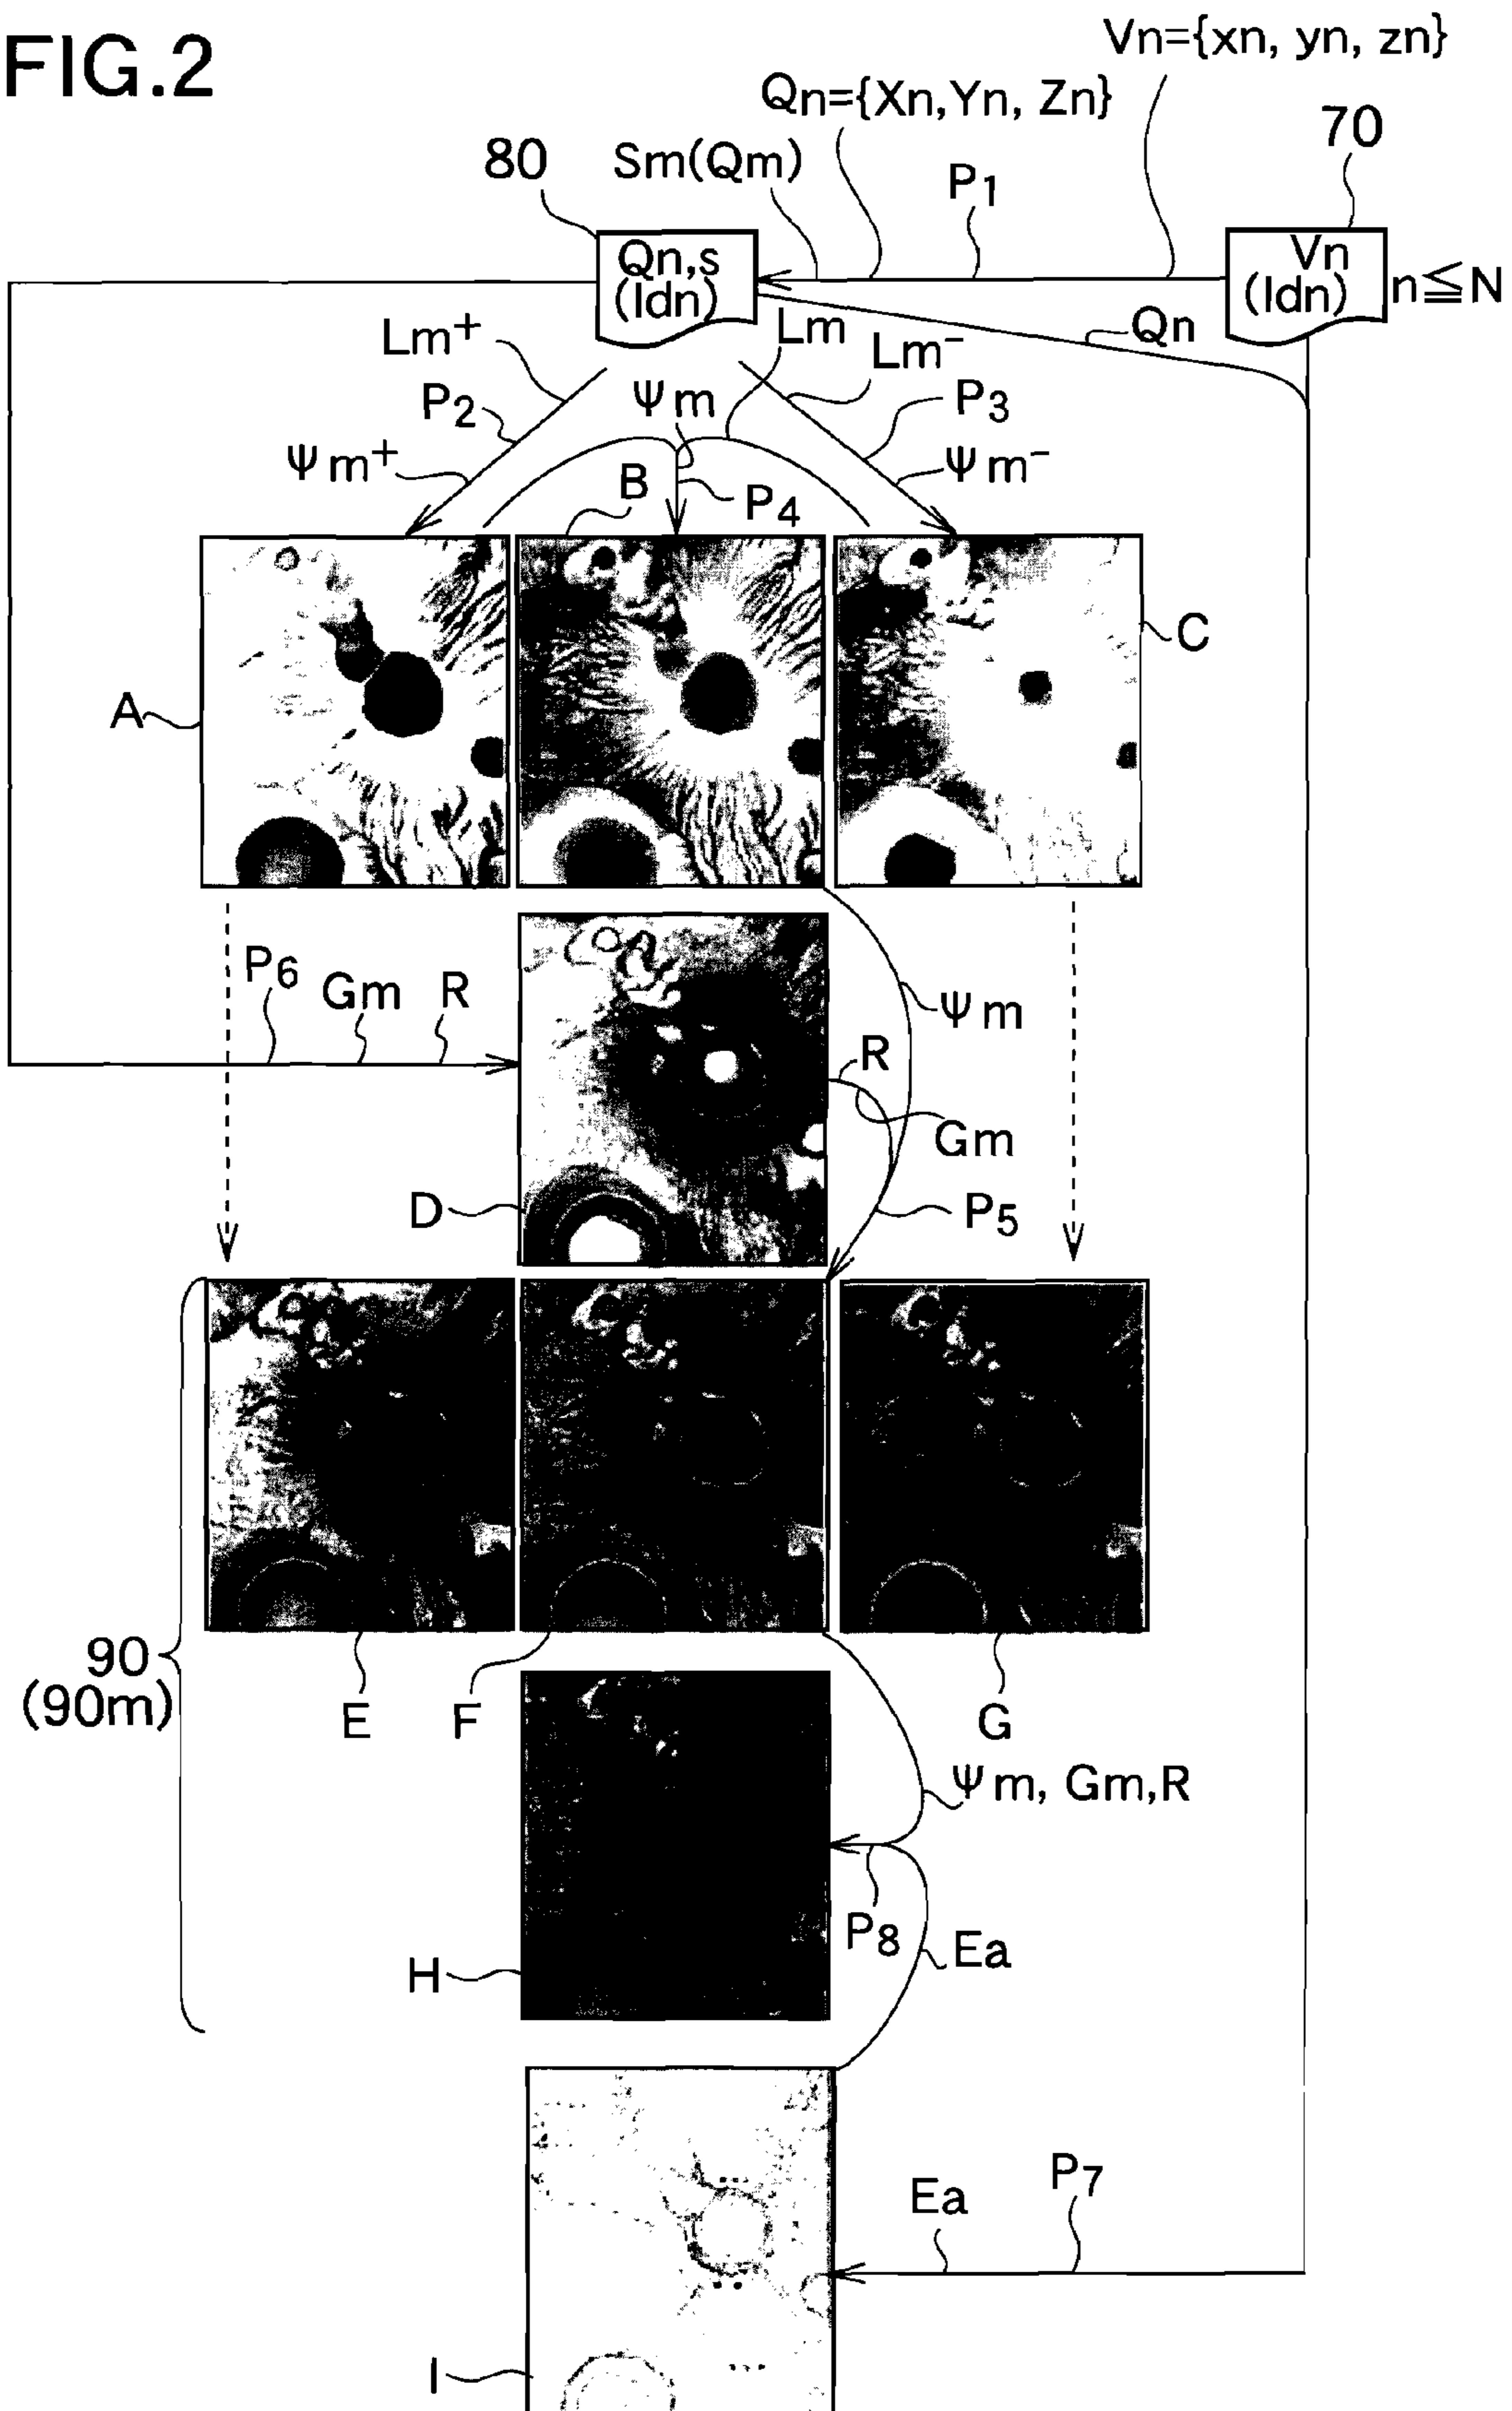 FIG.2
Vn={xn, yn, zn}
Qn={Xn,Yn, Zn}
70
80
Sm(Qm)
P1
Qn,s
(Idn)
Vn
(Idn)
n≦N
Lm+
Lm
Lm−
Qn
P2
Ψm
P3
Ψm+
Ψm−
B
P4
C
A
P6
Gm
R
Ψm
R
Gm
D
P5
90
(90m)
E
F
G
Ψm, Gm,R
P8
Ea
H
Ea
P7
I